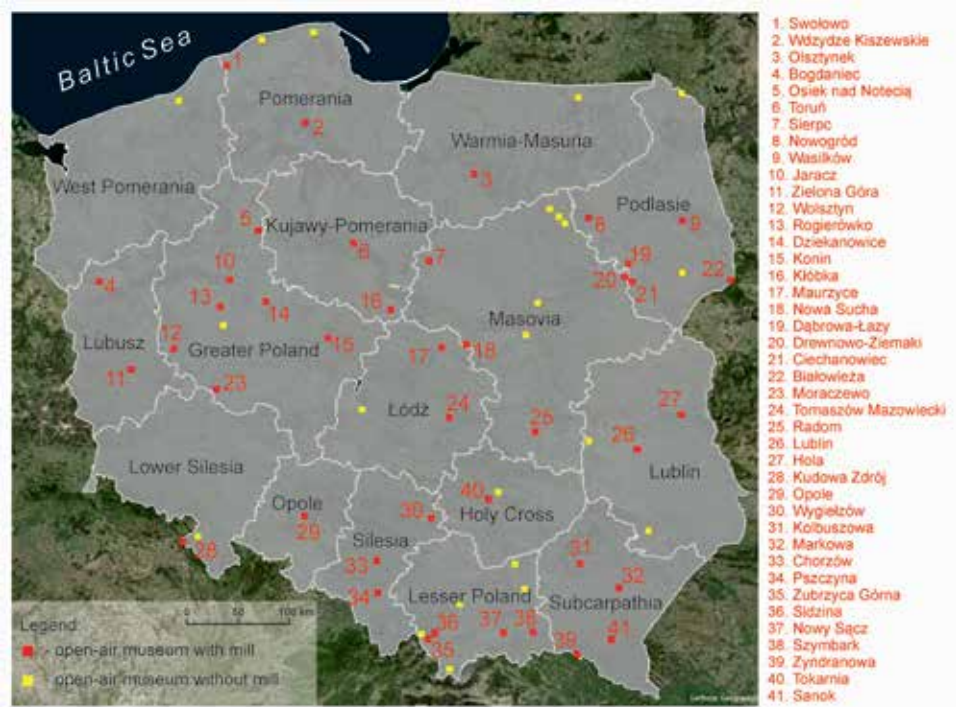 Baltic Sea
1
Pomerania
2
Warmia-Masuria
West Pomerania
3
Podlasie
5
Kujawy-Pomerania
8
9
6
7
19
10
20
22
4
21
13
14
16
Masovia
12
Lubusz
Greater Poland
15
17
18
11
23
Łódź
24
27
25
26
Lower Silesia
Lublin
Opole
40
30
Holy Cross
29
28
Silesia
31
33
32
34
Lesser Poland
Subcarpathia
36
37
38
35
39
41
0
50
100 km
Legend:
- open-air museum with mill
- open-air museum without mill
1. Swołowo
2. Wdzydze Kiszewskie
3. Olsztynek
4. Bogdaniec
5. Osiek nad Notecią
6. Toruń
7. Sierpc
8. Nowogród
9. Wasilków
10. Jaracz
11. Zielona Góra
12. Wolsztyn
13. Rogierówko
14. Dziekanowice
15. Konin
16. Kłóbka
17. Maurzyce
18. Nowa Sucha
19. Dąbrowa-Łazy
20. Drewnowo-Ziemaki
21. Ciechanowiec
22. Białowieża
23. Moraczewo
24. Tomaszów Mazowiecki
25. Radom
26. Lublin
27. Hola
28. Kudowa Zdrój
29. Opole
30. Wygiełzów
31. Kolbuszowa
32. Markowa
33. Chorzów
34. Pszczyna
35. Zubrzyca Górna
36. Sidzina
37. Nowy Sącz
38. Szymbark
39. Zyndranowa
40. Tokarnia
41. Sanok